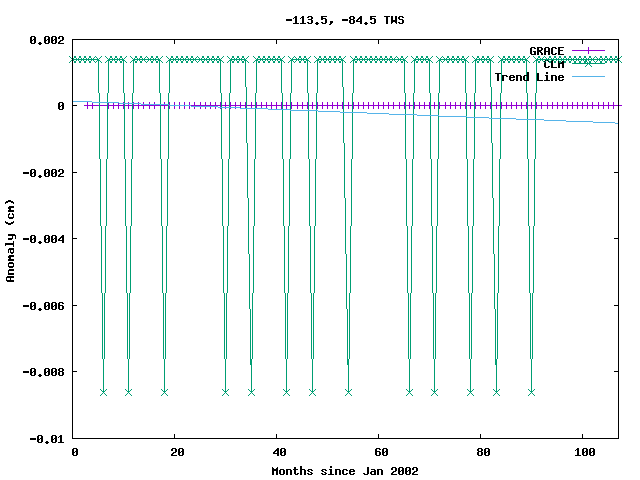 -113.5, -84.5 TWS
0.002
GRACE
CLM
Trend Line
0
-0.002
-0.004
Anomaly (cm)
-0.006
-0.008
-0.01
0 20 40 60 80 100
Months since Jan 2002